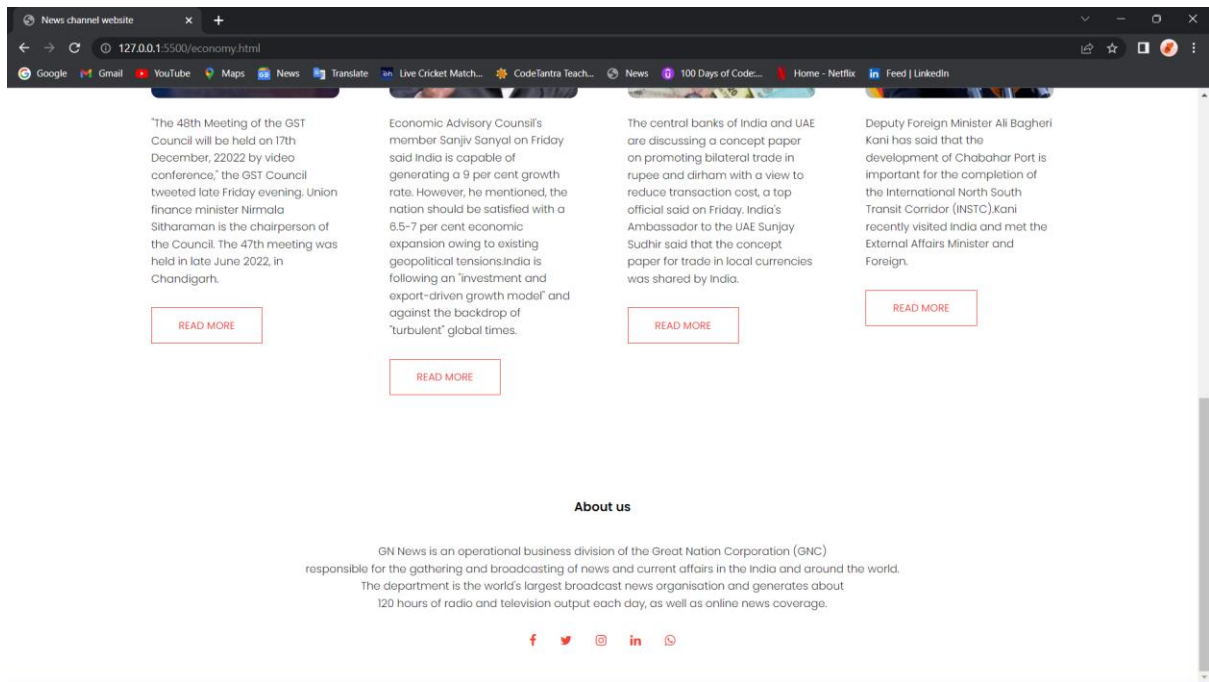 News channel website
127.0.0.1:5500/economy.html
Google
Gmail
YouTube
Maps
News
Translate
Live Cricket Match...
CodeTantra Teach...
News
100 Days of Code:...
Home - Netflix
Feed | LinkedIn
"The 48th Meeting of the GST
Council will be held on 17th
December, 22022 by video
conference," the GST Council
tweeted late Friday evening. Union
finance minister Nirmala
Sitharaman is the chairperson of
the Council. The 47th meeting was
held in late June 2022, in
Chandigarh.
READ MORE
Economic Advisory Counsil's
member Sanjiv Sanyal on Friday
said India is capable of
generating a 9 per cent growth
rate. However, he mentioned, the
nation should be satisfied with a
6.5-7 per cent economic
expansion owing to existing
geopolitical tensions.India is
following an "investment and
export-driven growth model" and
against the backdrop of
"turbulent" global times.
READ MORE
The central banks of India and UAE
are discussing a concept paper
on promoting bilateral trade in
rupee and dirham with a view to
reduce transaction cost, a top
official said on Friday. India's
Ambassador to the UAE Sunjay
Sudhir said that the concept
paper for trade in local currencies
was shared by India.
READ MORE
Deputy Foreign Minister Ali Bagheri
Kani has said that the
development of Chabahar Port is
important for the completion of
the International North South
Transit Corridor (INSTC).Kani
recently visited India and met the
External Affairs Minister and
Foreign.
READ MORE
About us
GN News is an operational business division of the Great Nation Corporation (GNC)
responsible for the gathering and broadcasting of news and current affairs in the India and around the world.
The department is the world's largest broadcast news organisation and generates about
120 hours of radio and television output each day, as well as online news coverage.